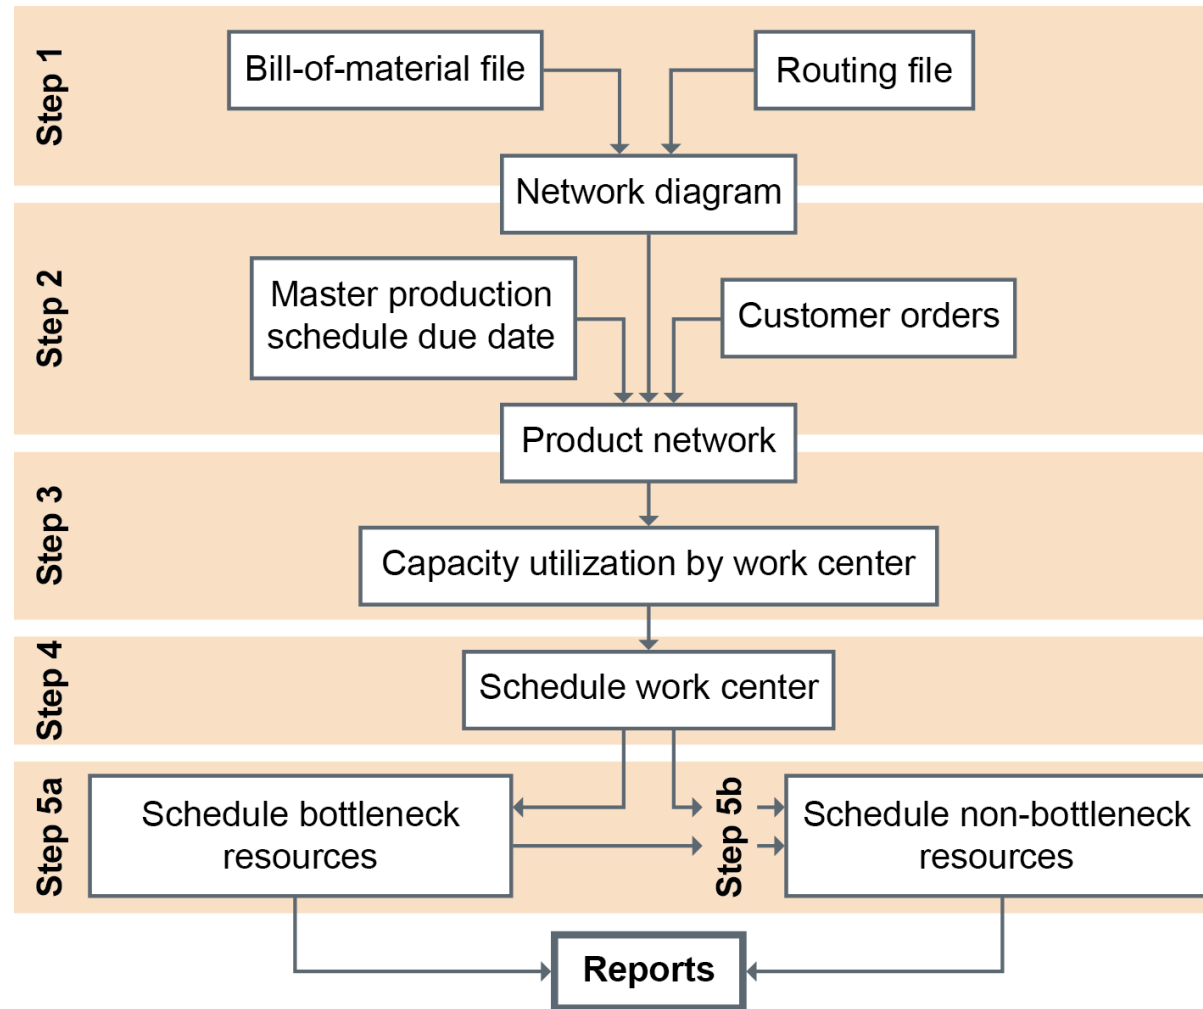 Step 1
Bill-of-material file
Routing file
Network diagram
Step 2
Master production
schedule due date
Customer orders
Product network
Step 3
Capacity utilization by work center
Step 4
Schedule work center
Step 5a
Schedule bottleneck
resources
Step 5b
Schedule non-bottleneck
resources
Reports